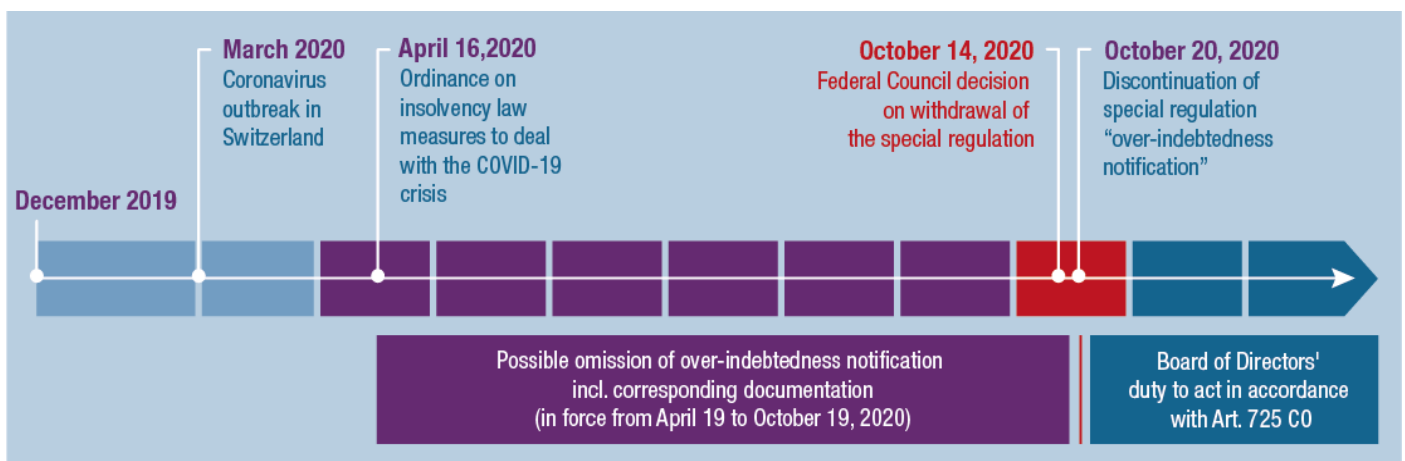 December 2019
March 2020
Coronavirus
outbreak in
Switzerland
April 16,2020
Ordinance on
insolvency law
measures to deal
with the COVID-19
crisis
October 14, 2020
Federal Council decision
on withdrawal of
the special regulation
October 20, 2020
Discontinuation of
special regulation
“over-indebtedness
notification”
Possible omission of over-indebtedness notification
incl. corresponding documentation
(in force from April 19 to October 19, 2020)
Board of Directors'
duty to act in accordance
with Art. 725 CO